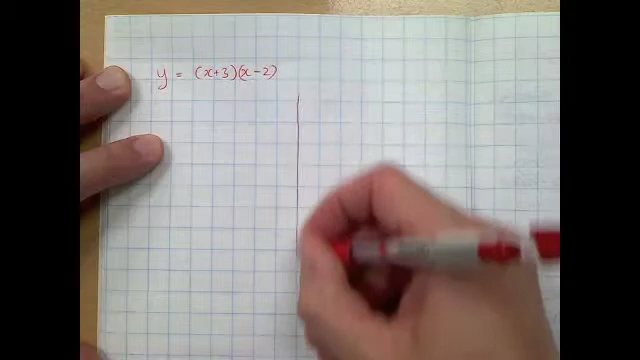 y = (x+3)(x-2)